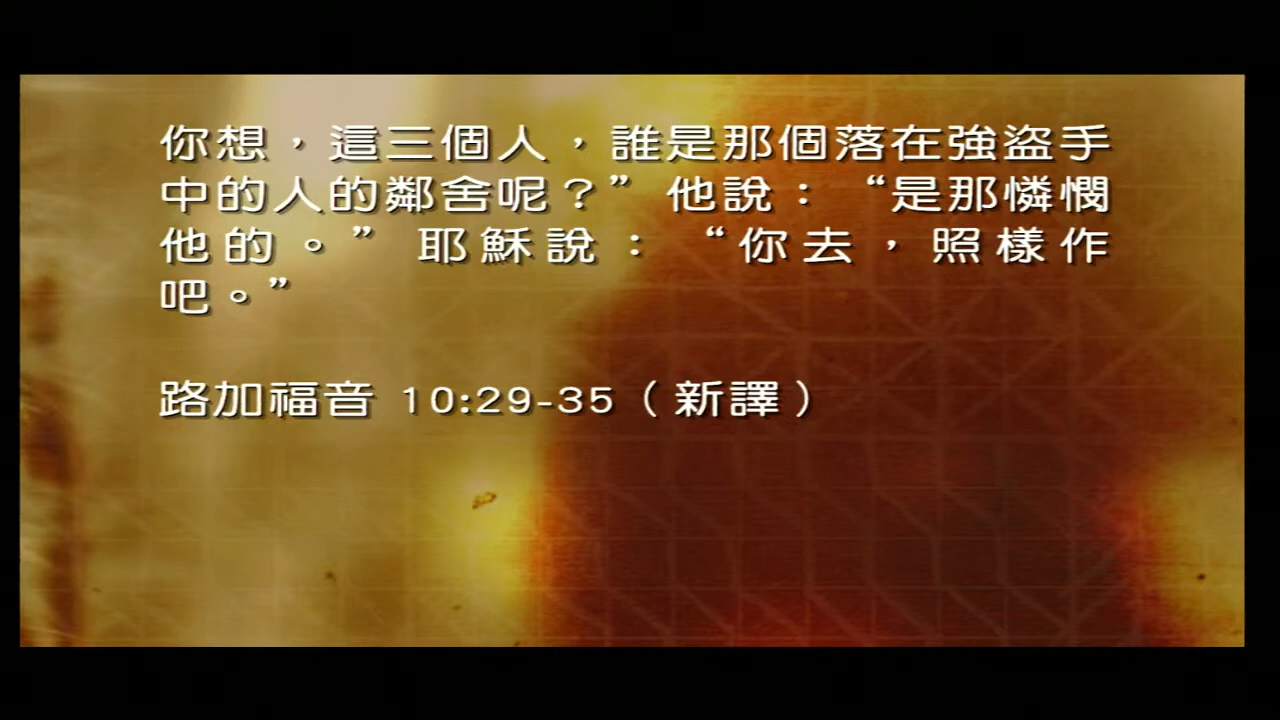 你想，這三個人，誰是那個落在強盜手
中的人的鄰舍呢？” 他說：“是那憐憫
他的。” 耶穌說：“你去，照樣作
吧。”
路加福音 10:29-35（新譯）